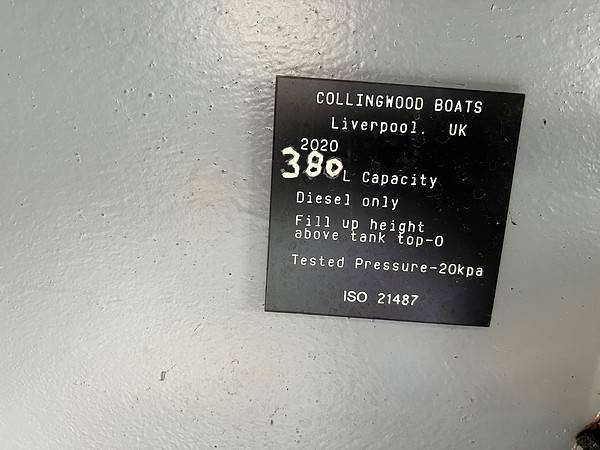 COLLINGWOOD BOATS
Liverpool. UK
2020
380 L Capacity
Diesel only
Fill up height
above tank top-0
Tested Pressure-20kpa
ISO 21487